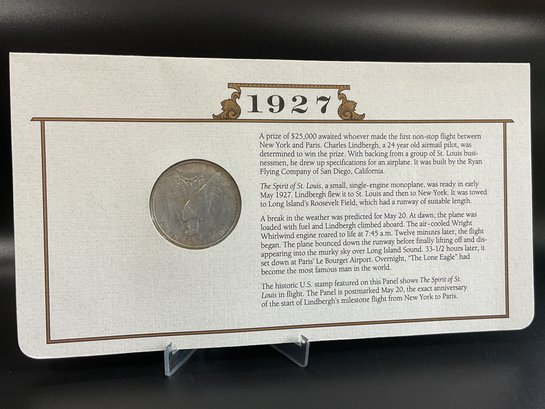 1927
A prize of $25,000 awaited whoever made the first non-stop flight between
New York and Paris. Charles Lindbergh, a 24 year old airmail pilot, was
determined to win the prize. With backing from a group of St. Louis busi-
nessmen, he drew up specifications for an airplane. It was built by the Ryan
Flying Company of San Diego, California.
The Spirit of St. Louis, a small, single-engine monoplane, was ready in early
May 1927. Lindbergh flew it to St. Louis and then to New York. It was towed
to Long Island's Roosevelt Field, which had a runway of suitable length.
A break in the weather was predicted for May 20. At dawn, the plane was
loaded with fuel and Lindbergh climbed aboard. The air-cooled Wright
Whirlwind engine roared to life at 7:45 a.m. Twelve minutes later, the flight
began. The plane bounced down the runway before finally lifting off and dis-
appearing into the murky sky over Long Island Sound. 33-1/2 hours later, it
set down at Paris' Le Bourget Airport. Overnight, "The Lone Eagle" had
become the most famous man in the world.
The historic U.S. stamp featured on this Panel shows The Spirit of St.
Louis in flight. The Panel is postmarked May 20, the exact anniversary
of the start of Lindbergh's milestone flight from New York to Paris.